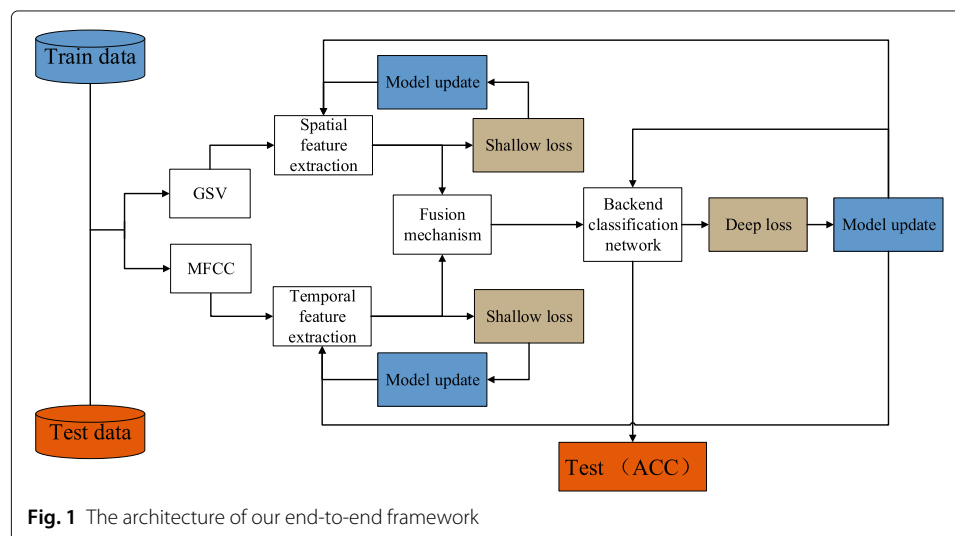 Train data
Model update
Spatial
feature
extraction
Shallow loss
GSV
Fusion
mechanism
Backend
classification
network
Deep loss
Model update
MFCC
Temporal
feature
extraction
Shallow loss
Model update
Test data
Test （ACC）
Fig. 1 The architecture of our end-to-end framework